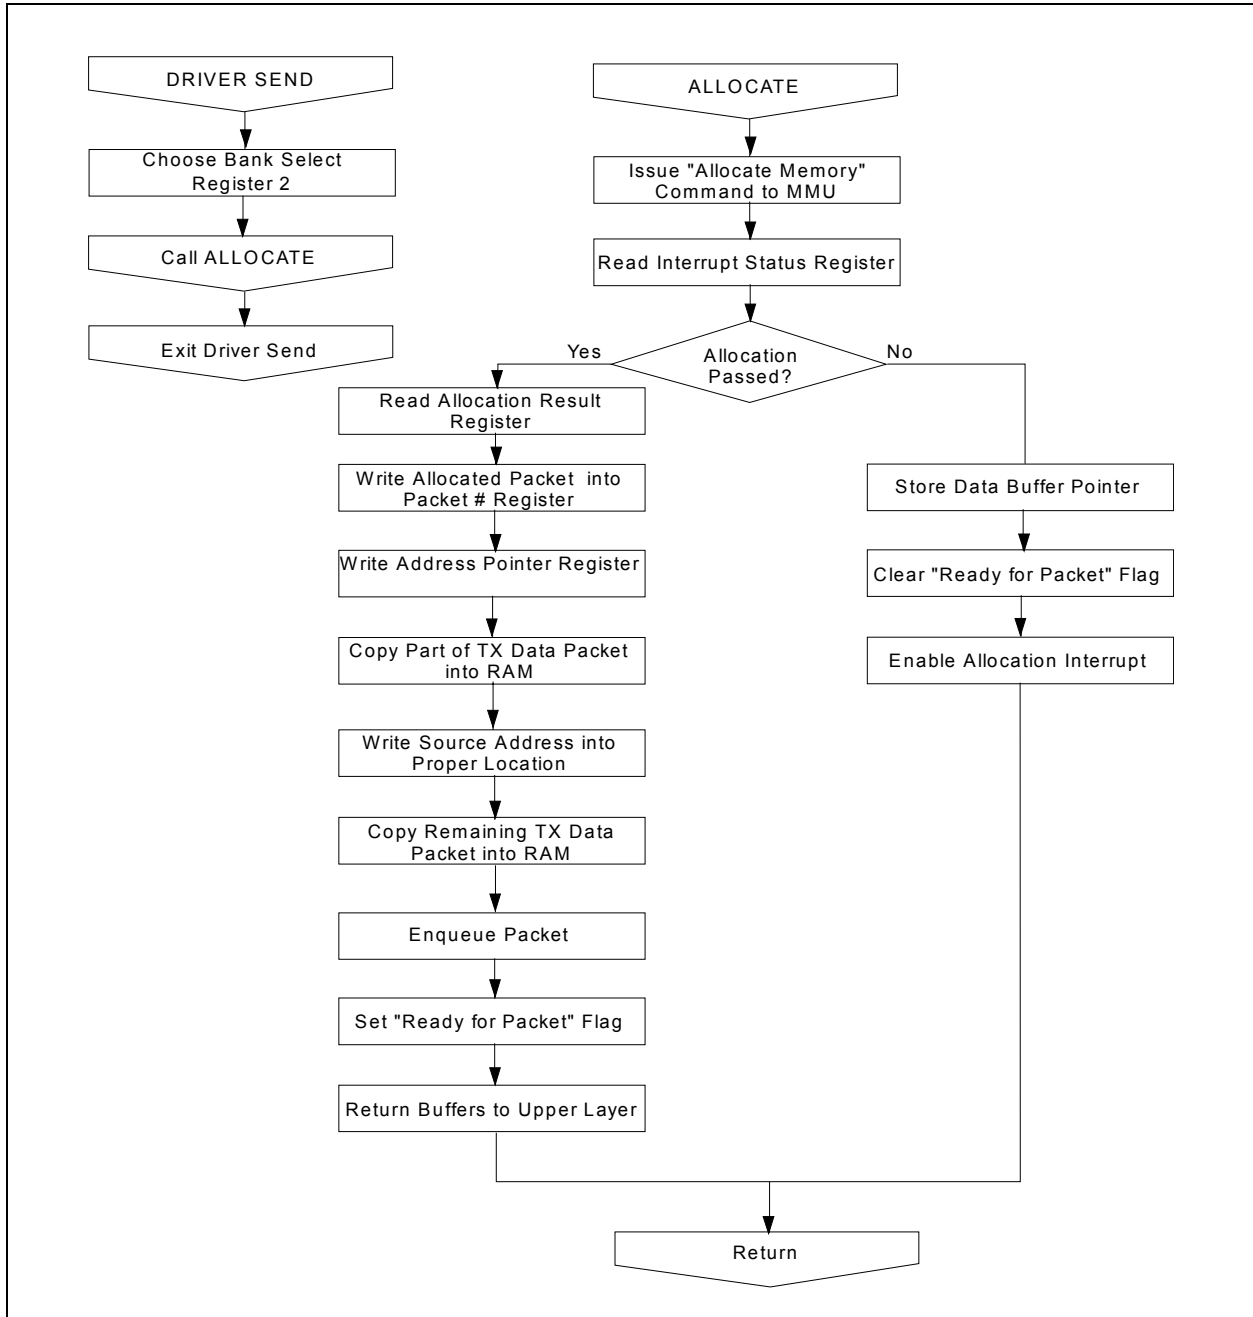 DRIVER SEND
Choose Bank Select
Register 2
Call ALLOCATE
Exit Driver Send
ALLOCATE
Issue "Allocate Memory"
Command to MMU
Read Interrupt Status Register
Allocation
Passed?
Yes
No
Read Allocation Result
Register
Write Allocated Packet into
Packet # Register
Write Address Pointer Register
Copy Part of TX Data Packet
into RAM
Write Source Address into
Proper Location
Copy Remaining TX Data
Packet into RAM
Enqueue Packet
Set "Ready for Packet" Flag
Return Buffers to Upper Layer
Store Data Buffer Pointer
Clear "Ready for Packet" Flag
Enable Allocation Interrupt
Return